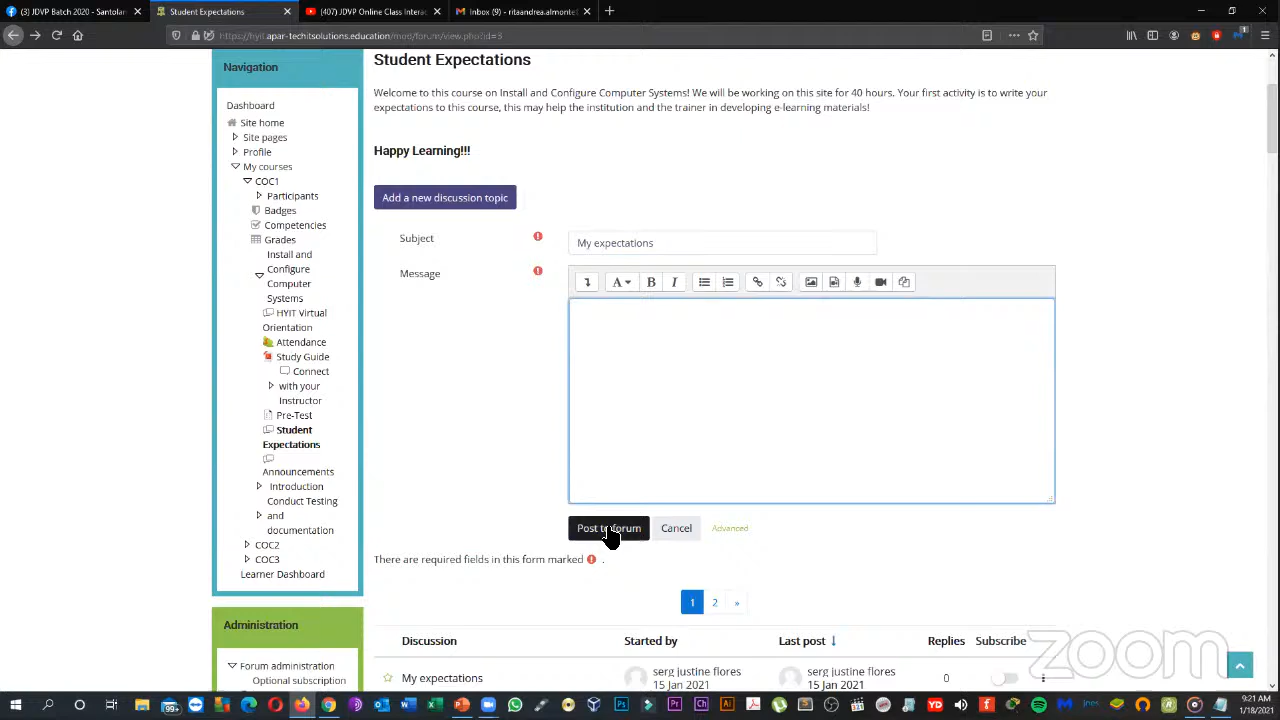 (3) JDVP Batch 2020 - Santolan
Student Expectations
(407) JDVP Online Class Interac
Inbox (9) - ritaandrea.almonte
https://hyit.apar-techitsolutions.education/mod/forum/view.php?id=3
Navigation
Dashboard
Site home
Site pages
Profile
My courses
COC1
Participants
Badges
Competencies
Grades
Install and
Configure
Computer
Systems
HYIT Virtual
Orientation
Attendance
Study Guide
Connect
with your
Instructor
Pre-Test
Student
Expectations
Announcements
Introduction
Conduct Testing
and
documentation
COC2
COC3
Learner Dashboard
Administration
Forum administration
Optional subscription
Student Expectations
Welcome to this course on Install and Configure Computer Systems! We will be working on this site for 40 hours. Your first activity is to write your
expectations to this course, this may help the institution and the trainer in developing e-learning materials!
Happy Learning!!!
Add a new discussion topic
Subject
My expectations
Message
A B I
Post to forum Cancel Advanced
There are required fields in this form marked .
1 2 »
Discussion Started by Last post Replies Subscribe
My expectations serg justine flores serg justine flores 0
15 Jan 2021 15 Jan 2021
zoom
9:21 AM
1/18/2021